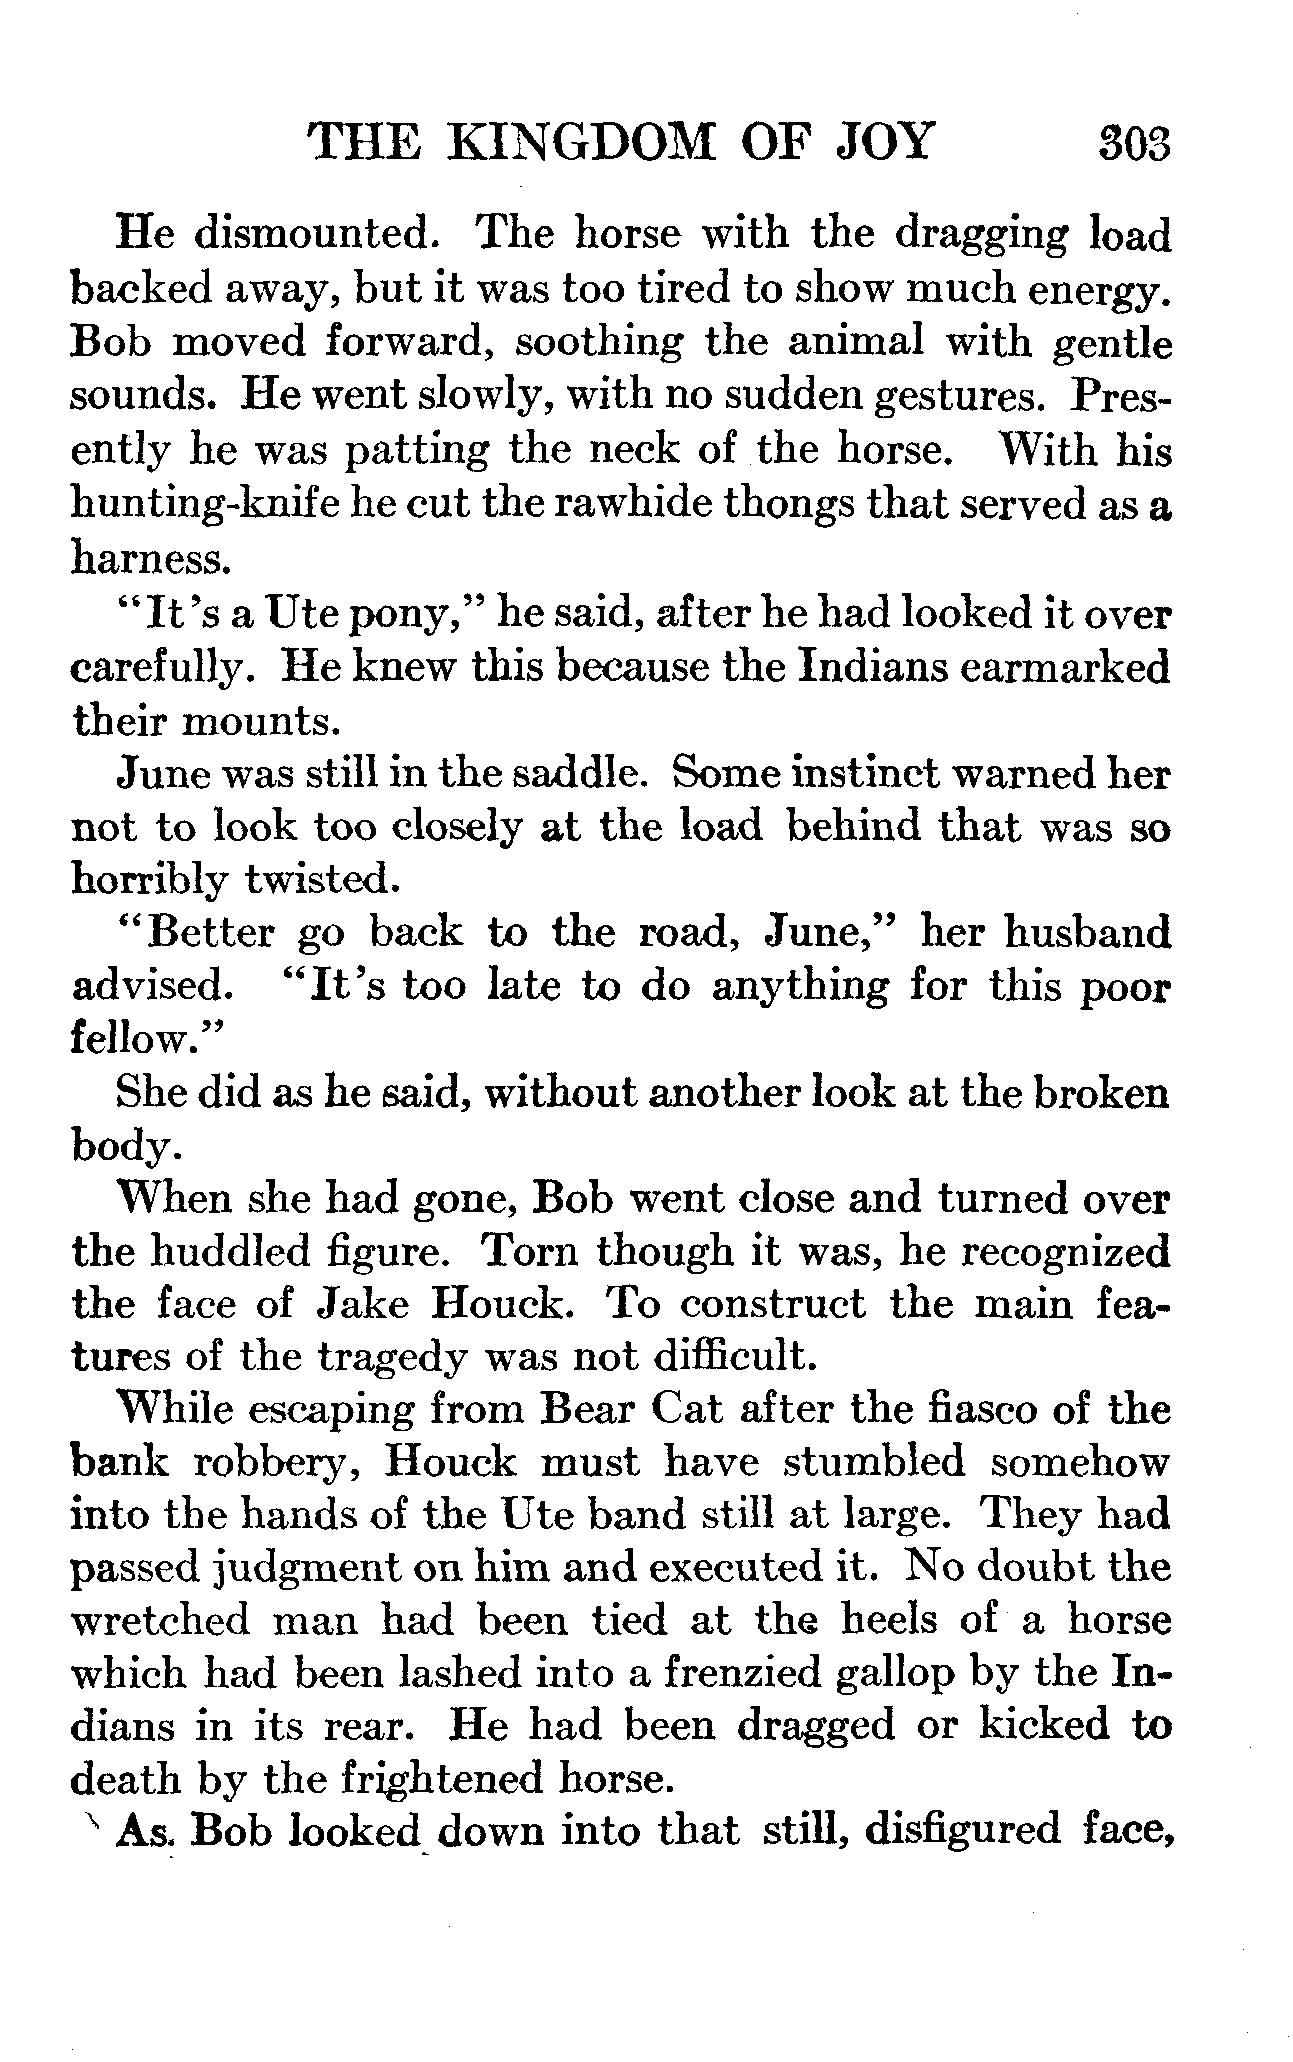 THE KINGDOM OF JOY 303
He dismounted. The horse with the dragging load
backed away, but it was too tired to show much energy.
Bob moved forward, soothing the animal with gentle
sounds. He went slowly, with no sudden gestures. Pres-
ently he was patting the neck of the horse. With his
hunting-knife he cut the rawhide thongs that served as a
harness.
"It's a Ute pony," he said, after he had looked it over
carefully. He knew this because the Indians earmarked
their mounts.
June was still in the saddle. Some instinct warned her
not to look too closely at the load behind that was so
horribly twisted.
"Better go back to the road, June," her husband
advised. "It's too late to do anything for this poor
fellow."
She did as he said, without another look at the broken
body.
When she had gone, Bob went close and turned over
the huddled figure. Torn though it was, he recognized
the face of Jake Houck. To construct the main fea-
tures of the tragedy was not difficult.
While escaping from Bear Cat after the fiasco of the
bank robbery, Houck must have stumbled somehow
into the hands of the Ute band still at large. They had
passed judgment on him and executed it. No doubt the
wretched man had been tied at the heels of a horse
which had been lashed into a frenzied gallop by the In-
dians in its rear. He had been dragged or kicked to
death by the frightened horse.
As Bob looked down into that still, disfigured face,